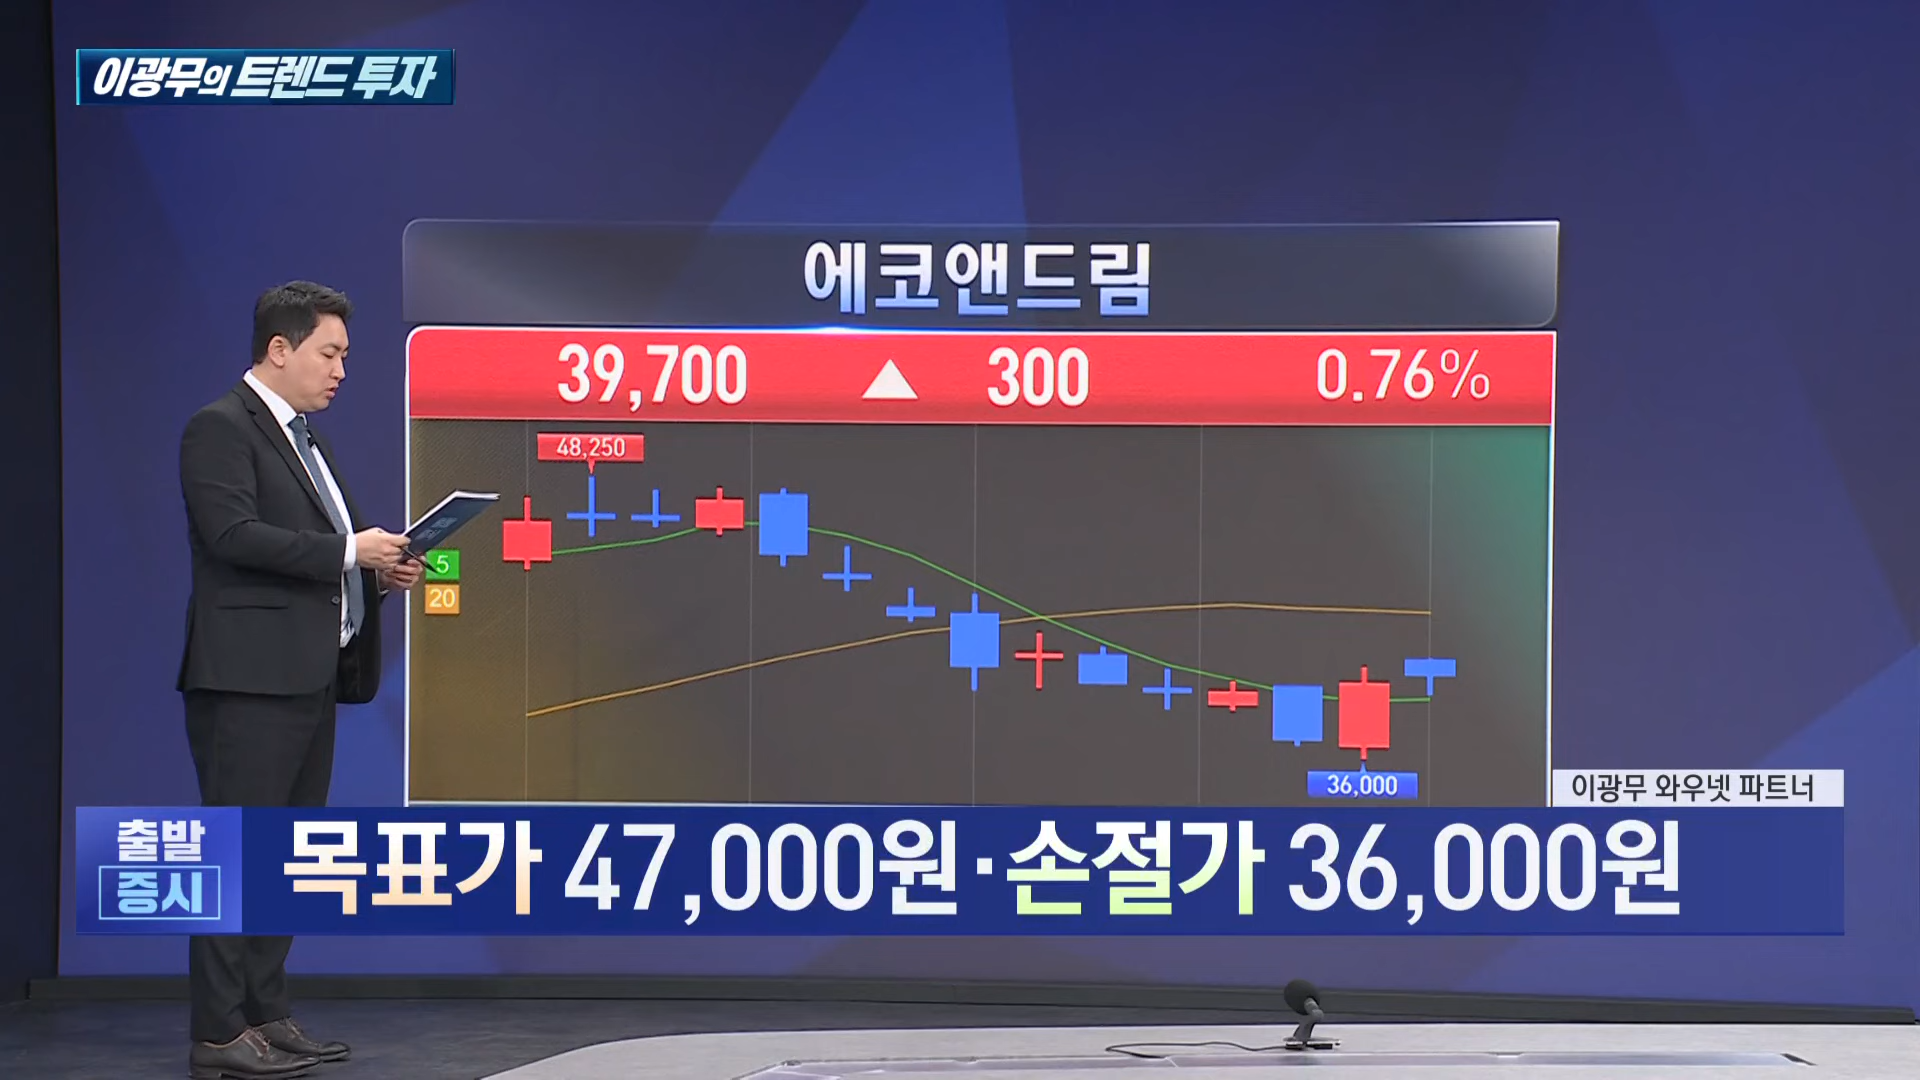 이광무의 트렌드 투자
에코앤드림
39,700 ▲ 300 0.76%
48,250
5
20
36,000
이광무 와우넷 파트너
출발
증시
목표가 47,000원·손절가 36,000원